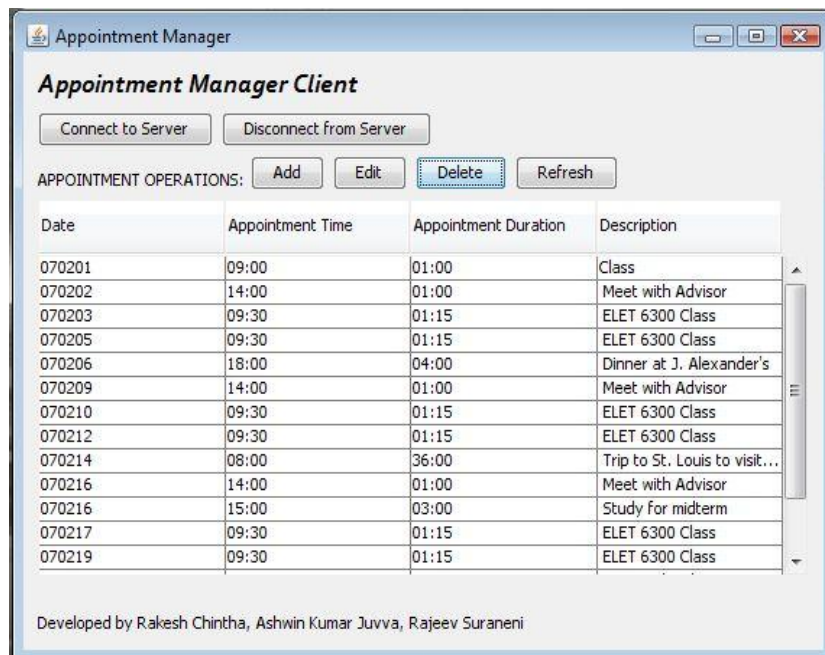 Appointment Manager
Appointment Manager Client
Connect to Server Disconnect from Server
APPOINTMENT OPERATIONS: Add Edit Delete Refresh
Date Appointment Time Appointment Duration Description
070201 09:00 01:00 Class
070202 14:00 01:00 Meet with Advisor
070203 09:30 01:15 ELET 6300 Class
070205 09:30 01:15 ELET 6300 Class
070206 18:00 04:00 Dinner at J. Alexander's
070209 14:00 01:00 Meet with Advisor
070210 09:30 01:15 ELET 6300 Class
070212 09:30 01:15 ELET 6300 Class
070214 08:00 36:00 Trip to St. Louis to visit...
070216 14:00 01:00 Meet with Advisor
070216 15:00 03:00 Study for midterm
070217 09:30 01:15 ELET 6300 Class
070219 09:30 01:15 ELET 6300 Class
Developed by Rakesh Chintha, Ashwin Kumar Juvva, Rajeev Suraneni